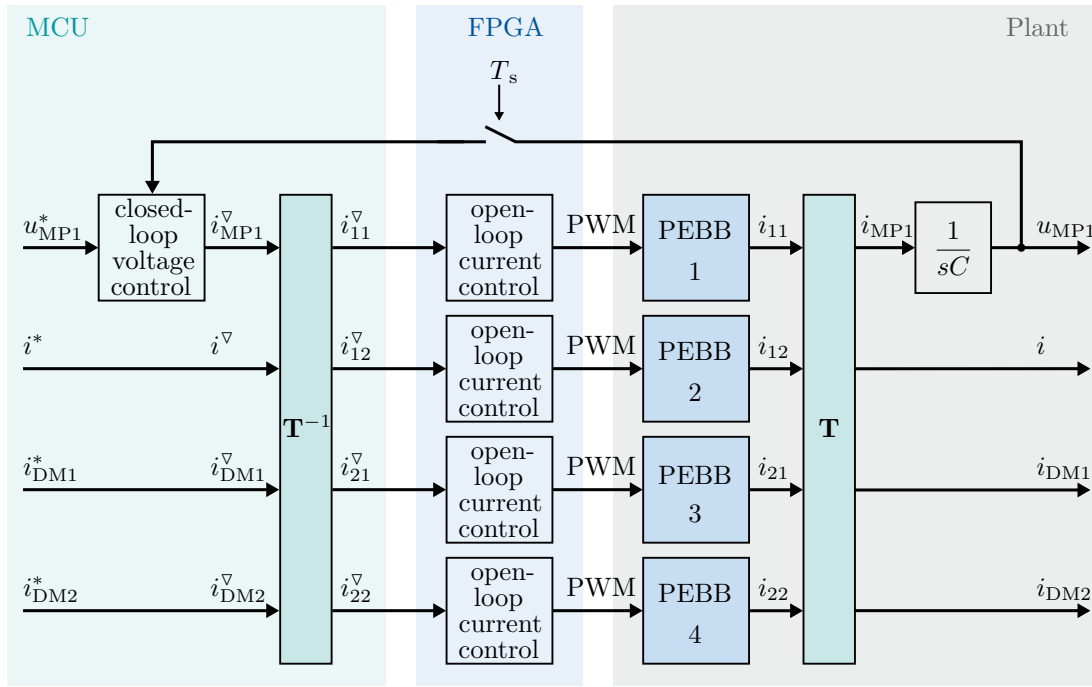 MCU FPGA Plant
T_s
u*_MP1 closed-loop voltage control i^∇_MP1 i^∇_11 open-loop current control PWM PEBB 1 i_11 i_MP1 1/sC u_MP1
i* i^∇ i^∇_12 open-loop current control PWM PEBB 2 i_12 i
T^−1 T
i*_DM1 i^∇_DM1 i^∇_21 open-loop current control PWM PEBB 3 i_21 i_DM1
i*_DM2 i^∇_DM2 i^∇_22 open-loop current control PWM PEBB 4 i_22 i_DM2